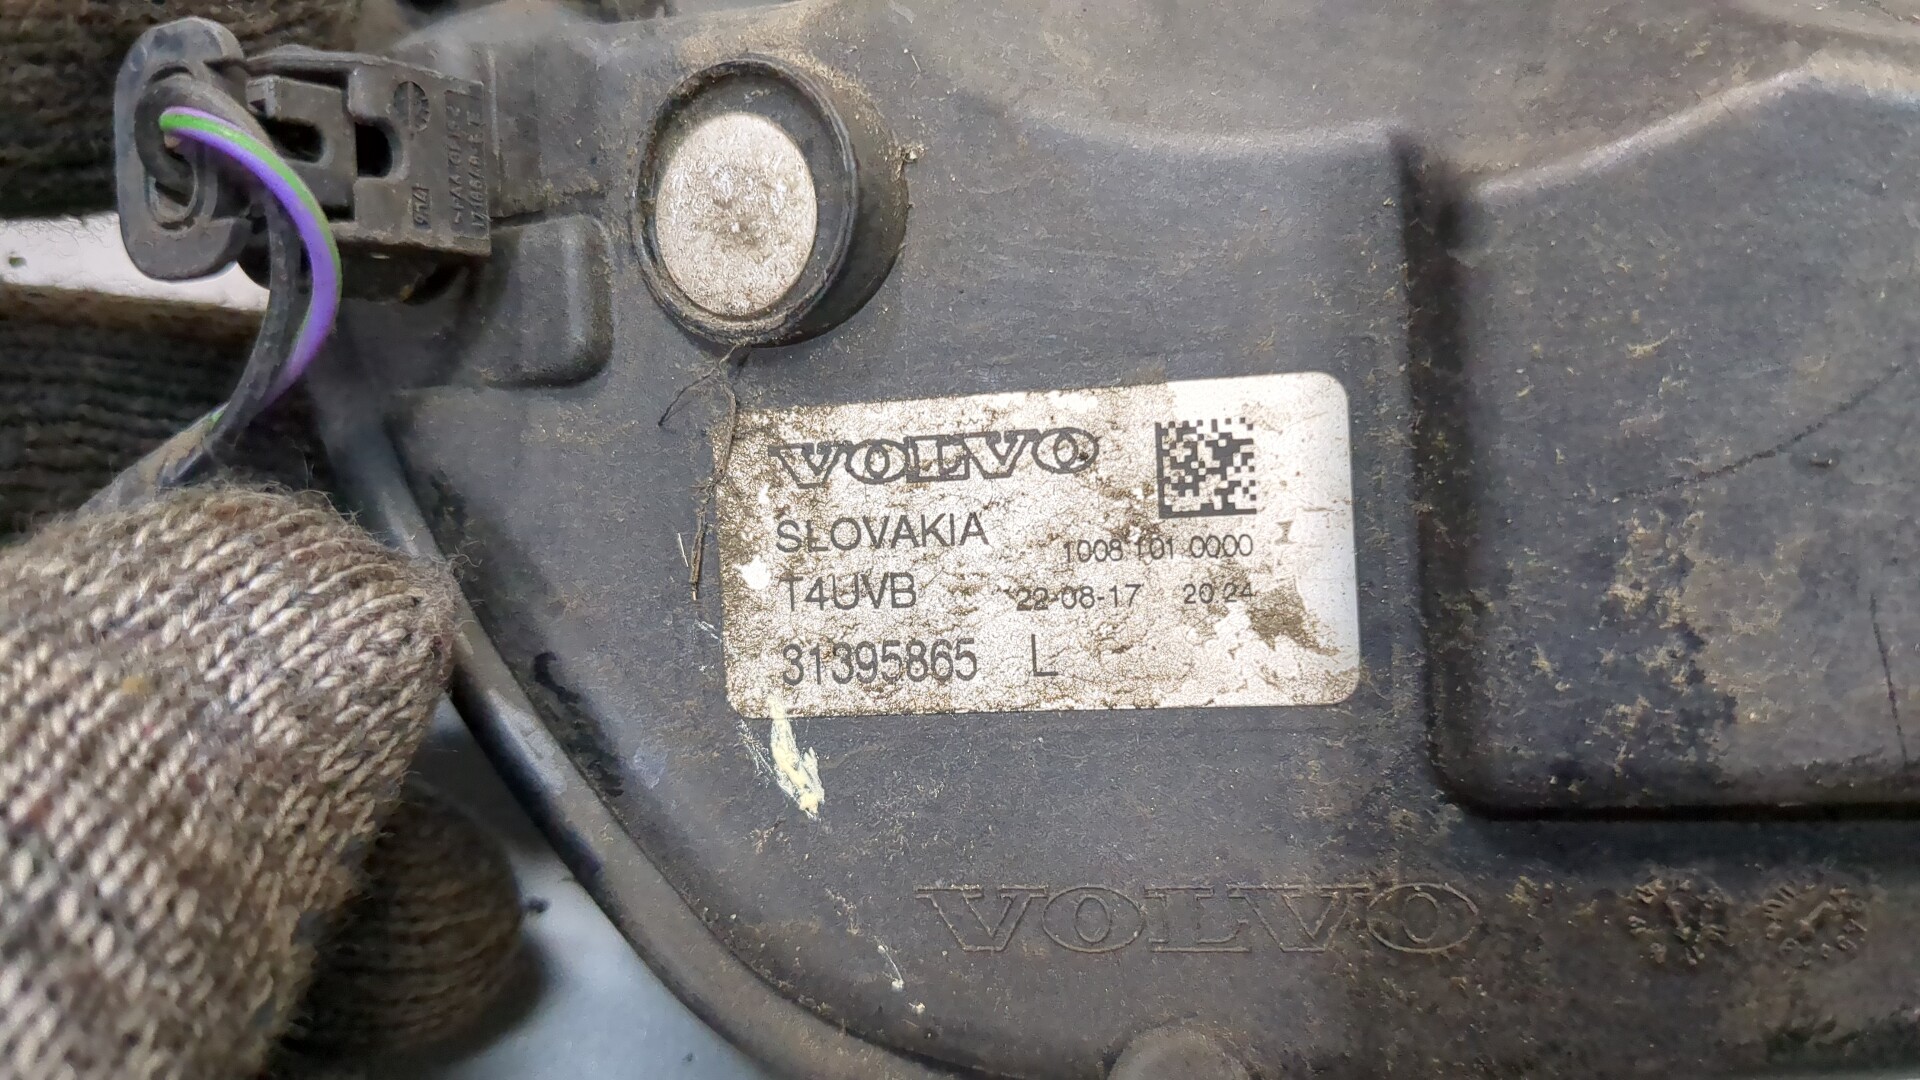 VOLVO
SLOVAKIA
1008 101 0000
T4UVB 22-08-17 20 24
31395865 L
VOLVO